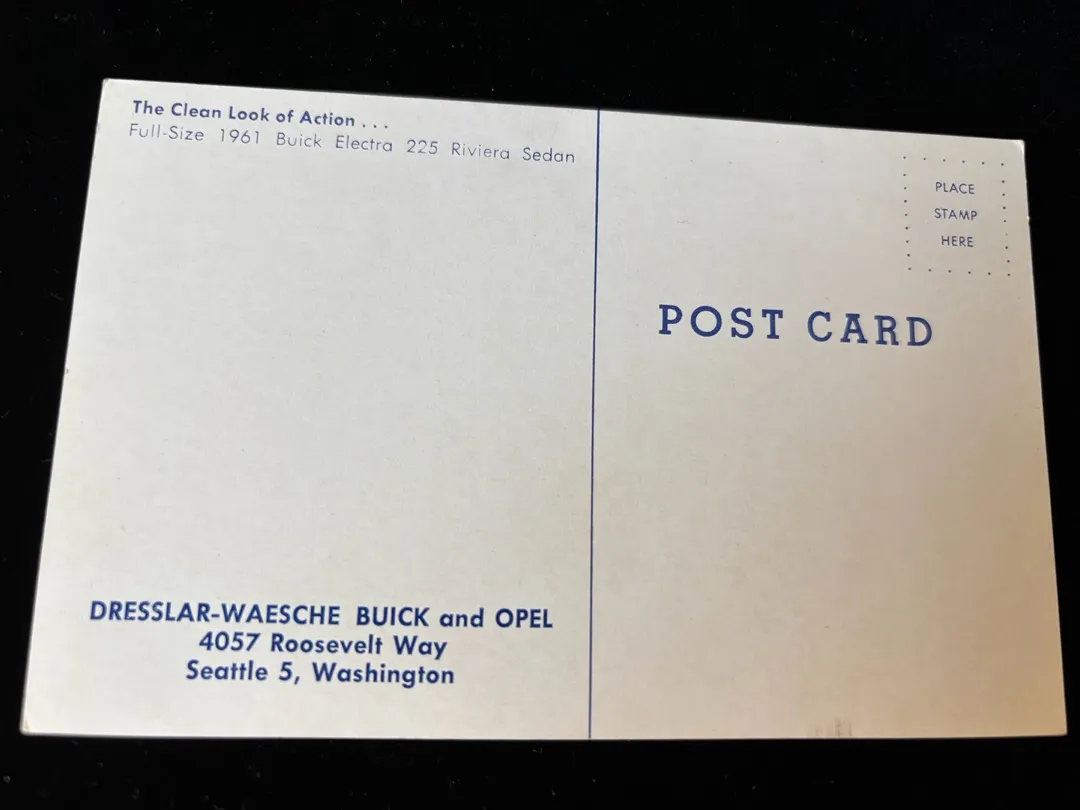 The Clean Look of Action . . .
Full-Size 1961 Buick Electra 225 Riviera Sedan
PLACE
STAMP
HERE
POST CARD
DRESSLAR-WAESCHE BUICK and OPEL
4057 Roosevelt Way
Seattle 5, Washington